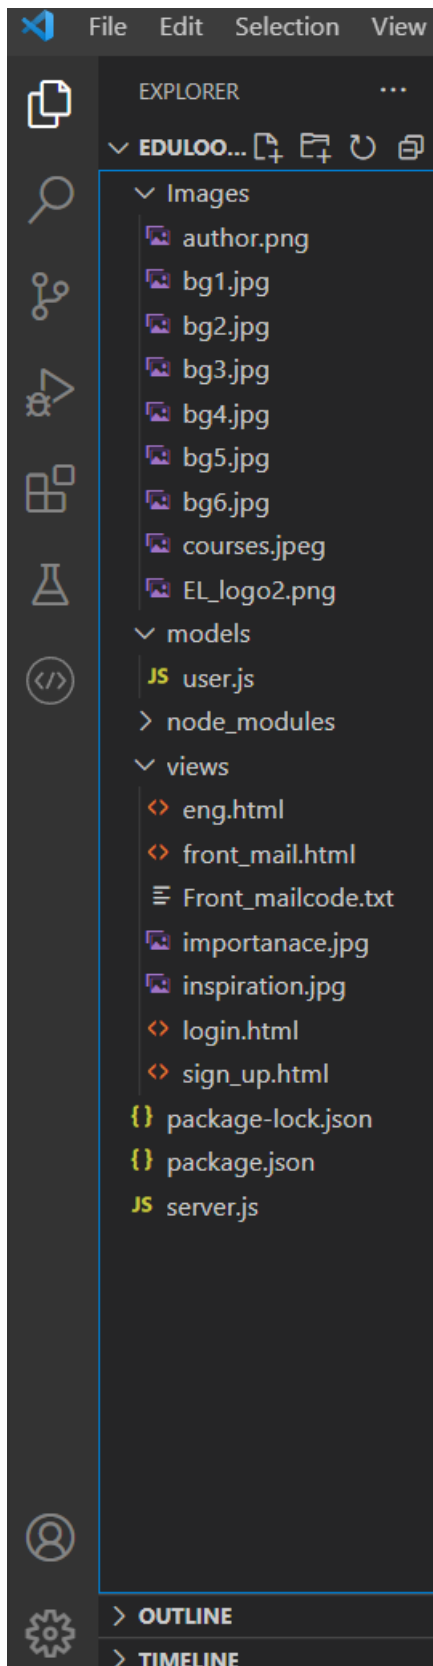 File Edit Selection View
EXPLORER ...
EDULOO...
Images
author.png
bg1.jpg
bg2.jpg
bg3.jpg
bg4.jpg
bg5.jpg
bg6.jpg
courses.jpeg
EL_logo2.png
models
JS user.js
node_modules
views
eng.html
front_mail.html
Front_mailcode.txt
importanace.jpg
inspiration.jpg
login.html
sign_up.html
{} package-lock.json
{} package.json
JS server.js
OUTLINE
TIMELINE